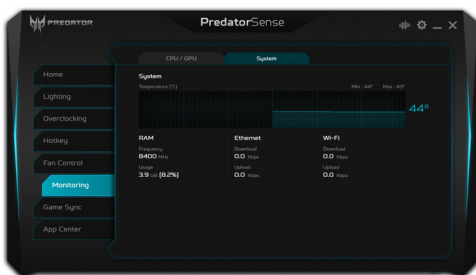 PREDATOR
PredatorSense
CPU / GPU
System
Home
Lighting
Overclocking
Hotkey
Fan Control
Monitoring
Game Sync
App Center
System
Temperature (°C)
Min : 44° Max : 45°
44°
RAM
Frequency
8400 MHz
Usage
3.9 GB (8.2%)
Ethernet
Download
0.0 Kbps
Upload
0.0 Kbps
Wi-Fi
Download
0.0 Kbps
Upload
0.0 Kbps